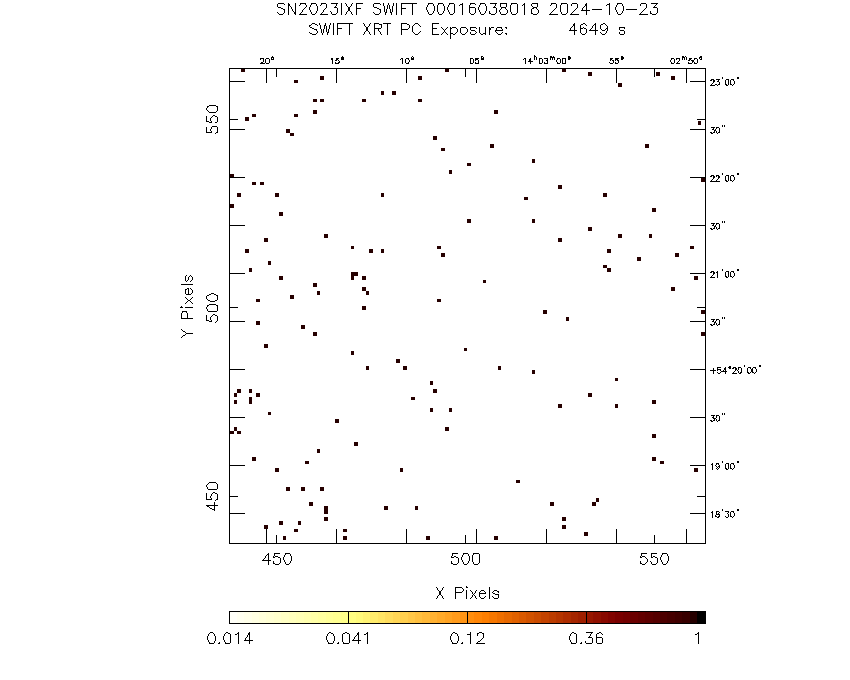 SN2023IXF SWIFT 00016038018 2024-10-23
SWIFT XRT PC Exposure: 4649 s
20ˢ 15ˢ 10ˢ 05ˢ 14ʰ03ᵐ00ˢ 55ˢ 02ᵐ50ˢ
23'00"
550
30"
22'00"
30"
21'00"
500
30"
+54°20'00"
30"
19'00"
450
18'30"
Y Pixels
450 500 550
X Pixels
0.014 0.041 0.12 0.36 1